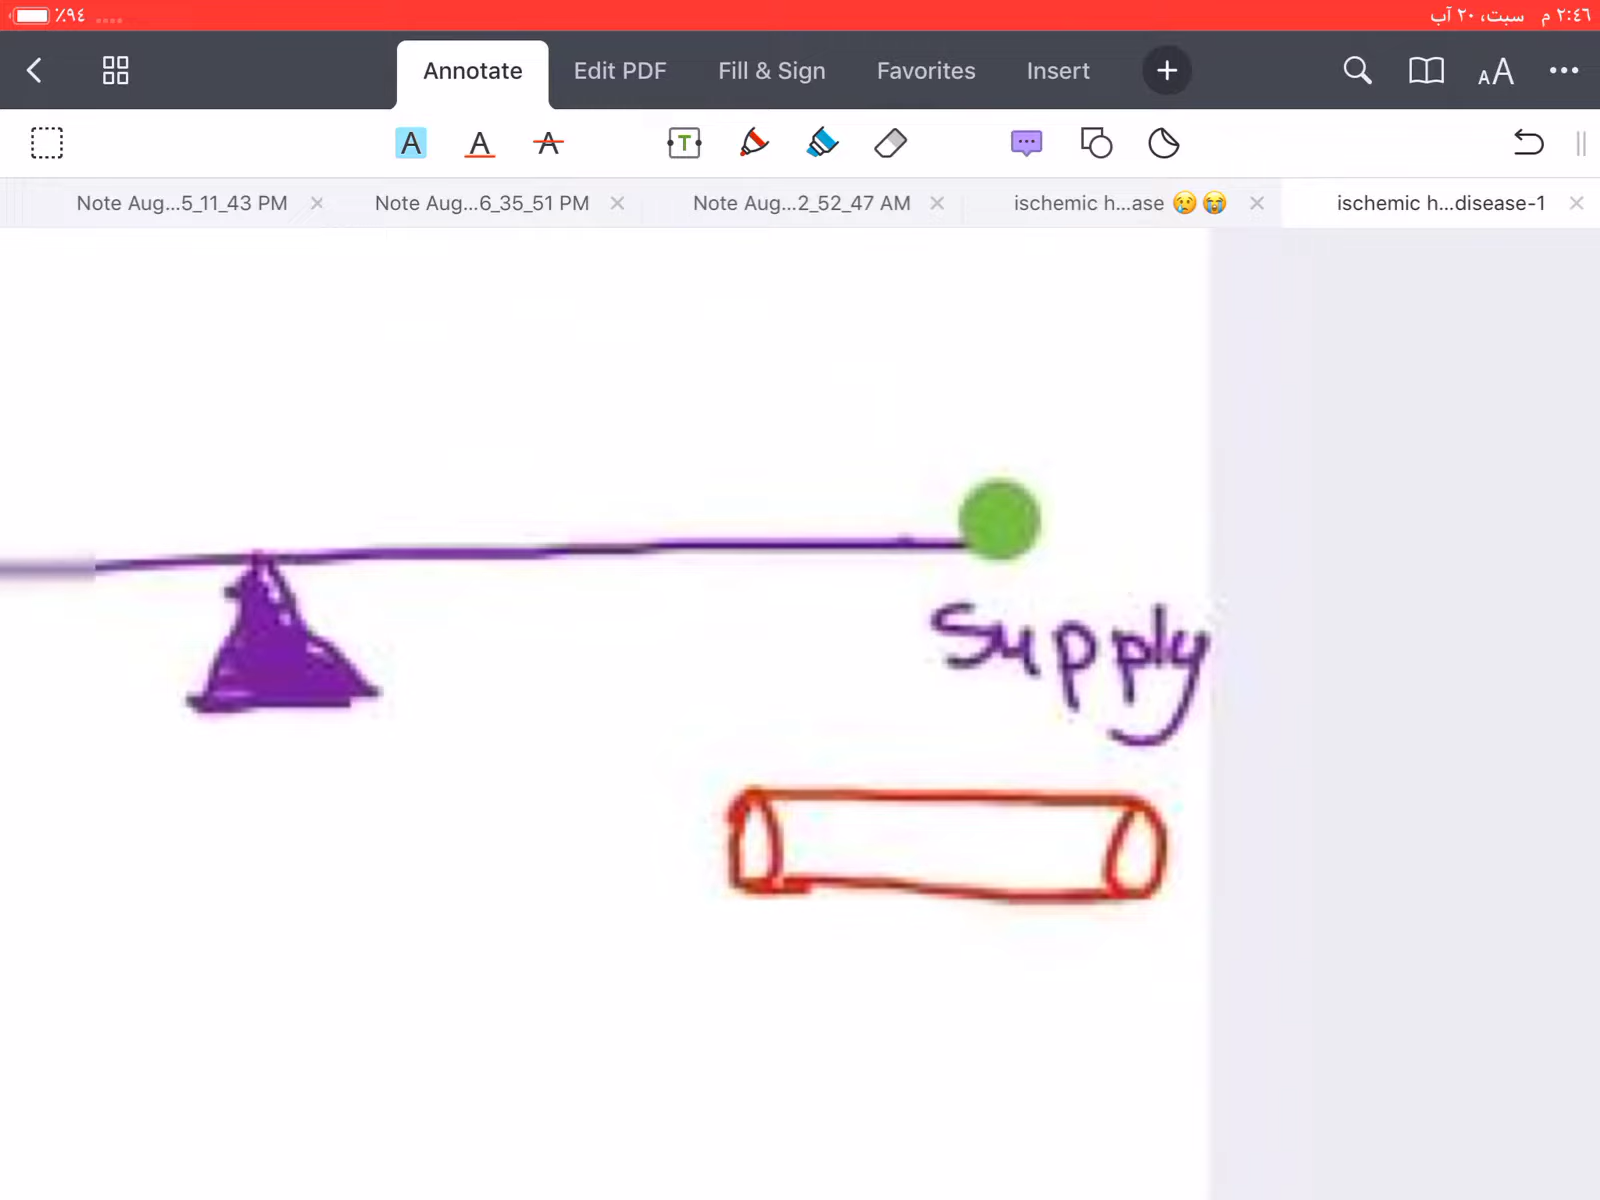 ٪٩٤ ٢:٤٦ م سبت، ٢٠ آب
Annotate Edit PDF Fill & Sign Favorites Insert + AA
A A A T
Note Aug...5_11_43 PM Note Aug...6_35_51 PM Note Aug...2_52_47 AM ischemic h...ase 😢😭 ischemic h...disease-1
Supply